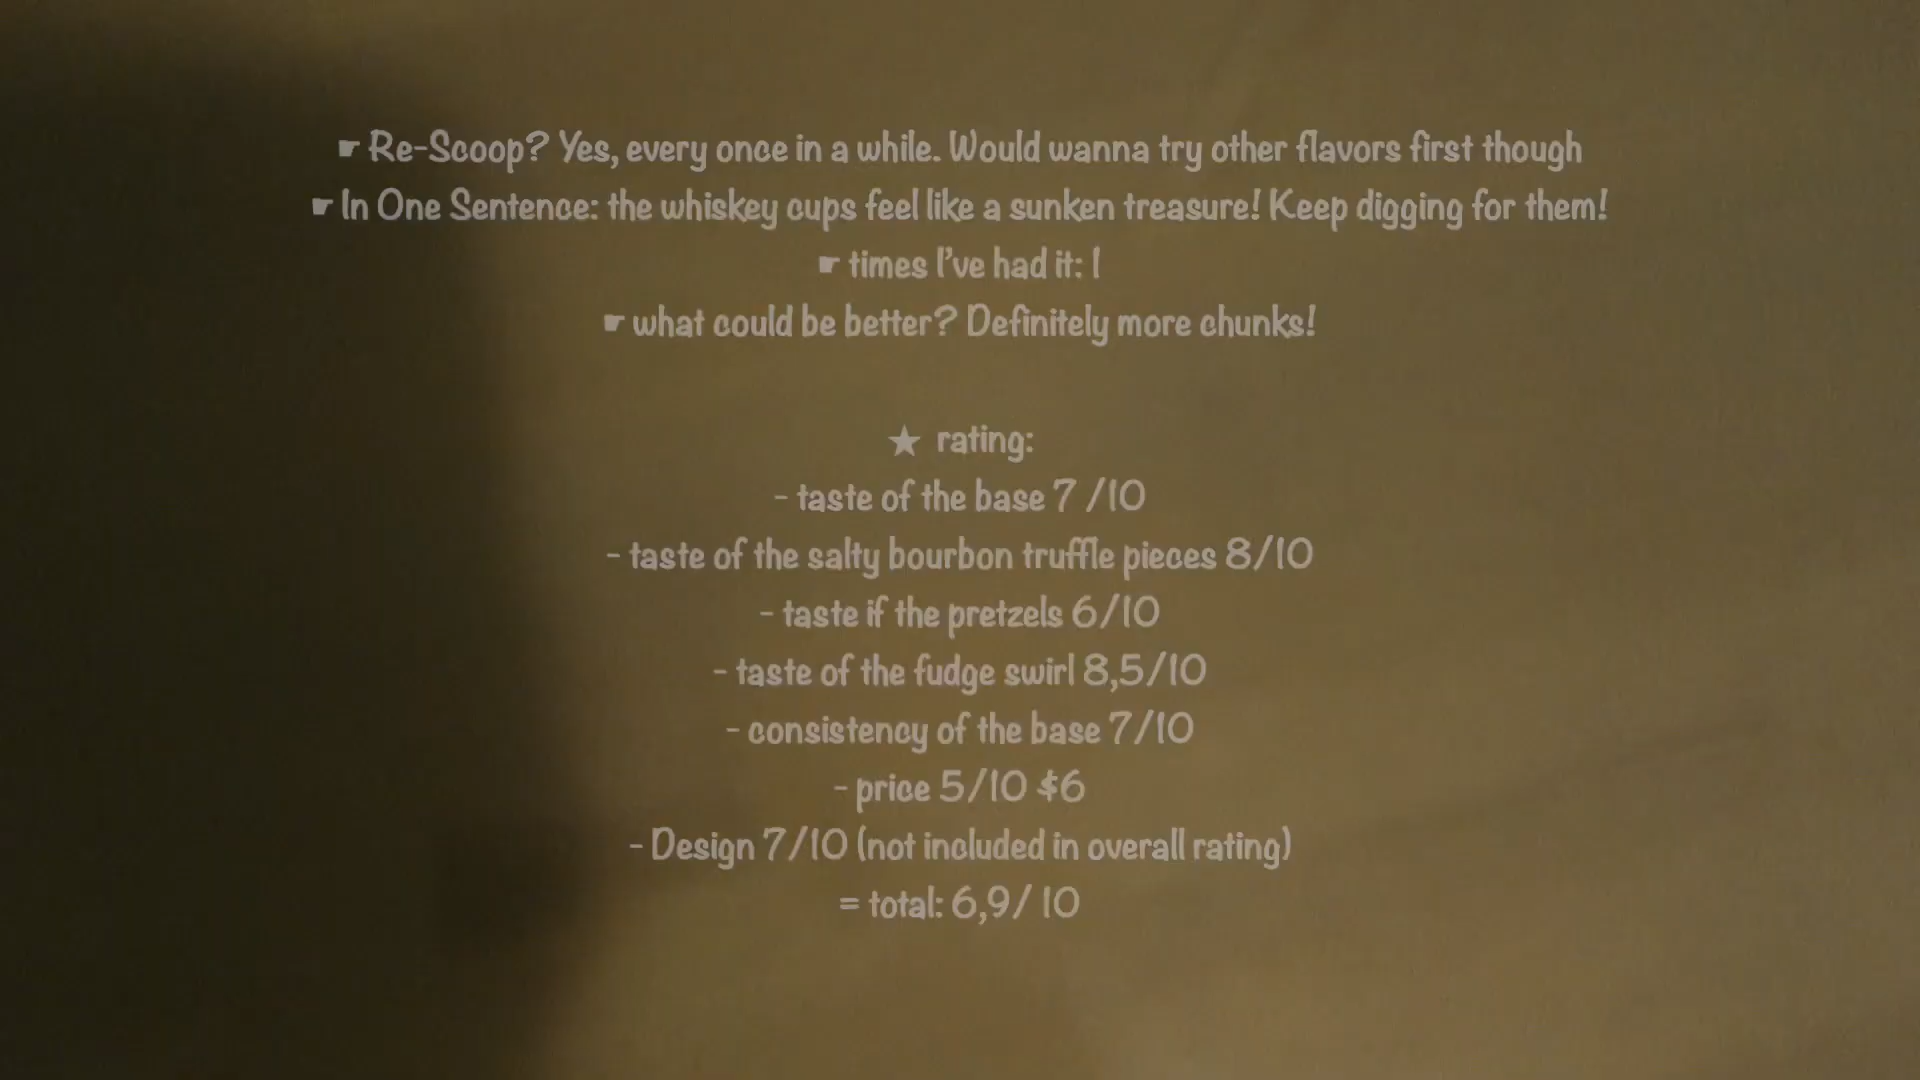 ☛ Re-Scoop? Yes, every once in a while. Would wanna try other flavors first though
☛ In One Sentence: the whiskey cups feel like a sunken treasure! Keep digging for them!
☛ times I've had it: 1
☛ what could be better? Definitely more chunks!
★ rating:
- taste of the base 7 /10
- taste of the salty bourbon truffle pieces 8/10
- taste if the pretzels 6/10
- taste of the fudge swirl 8,5/10
- consistency of the base 7/10
- price 5/10 $6
- Design 7/10 (not included in overall rating)
= total: 6,9/ 10